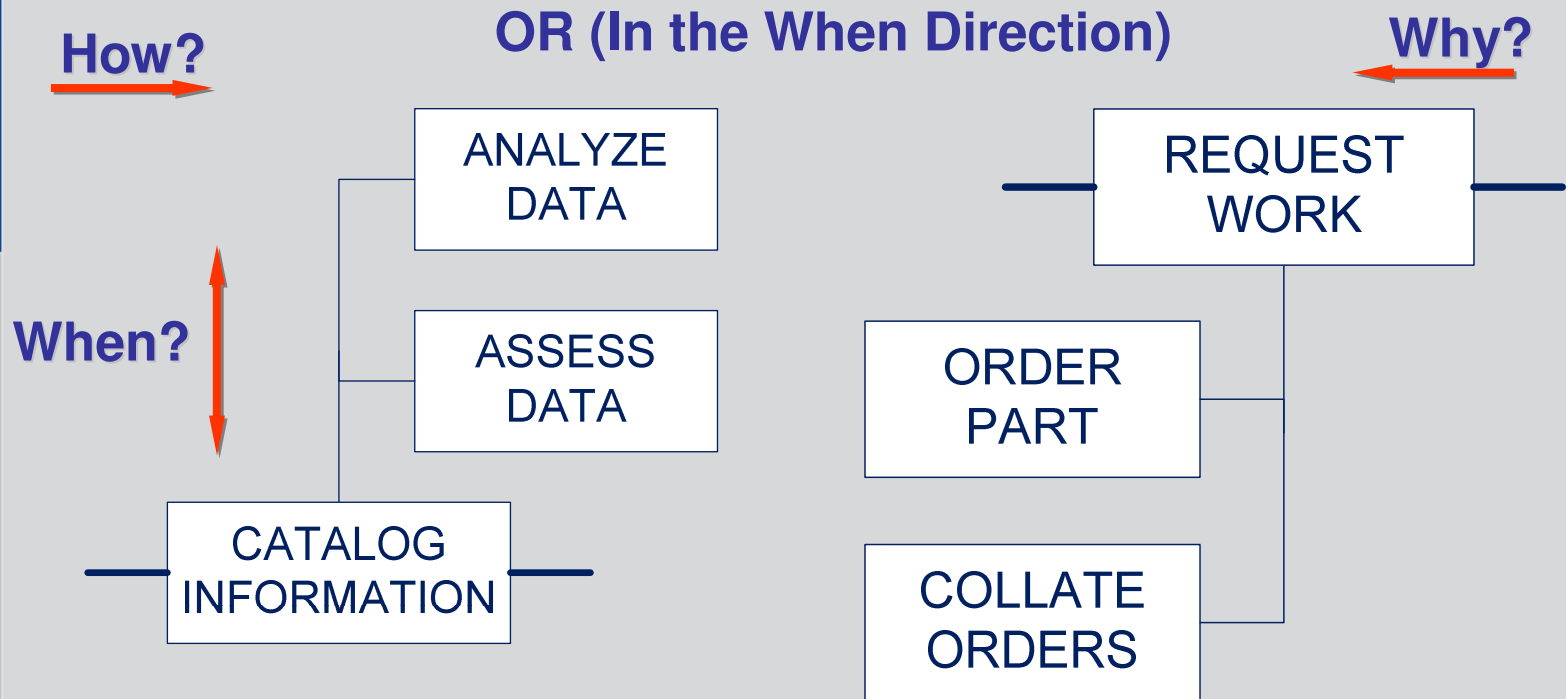 OR (In the When Direction)
How?
Why?
ANALYZE
DATA
REQUEST
WORK
When?
ASSESS
DATA
ORDER
PART
CATALOG
INFORMATION
COLLATE
ORDERS